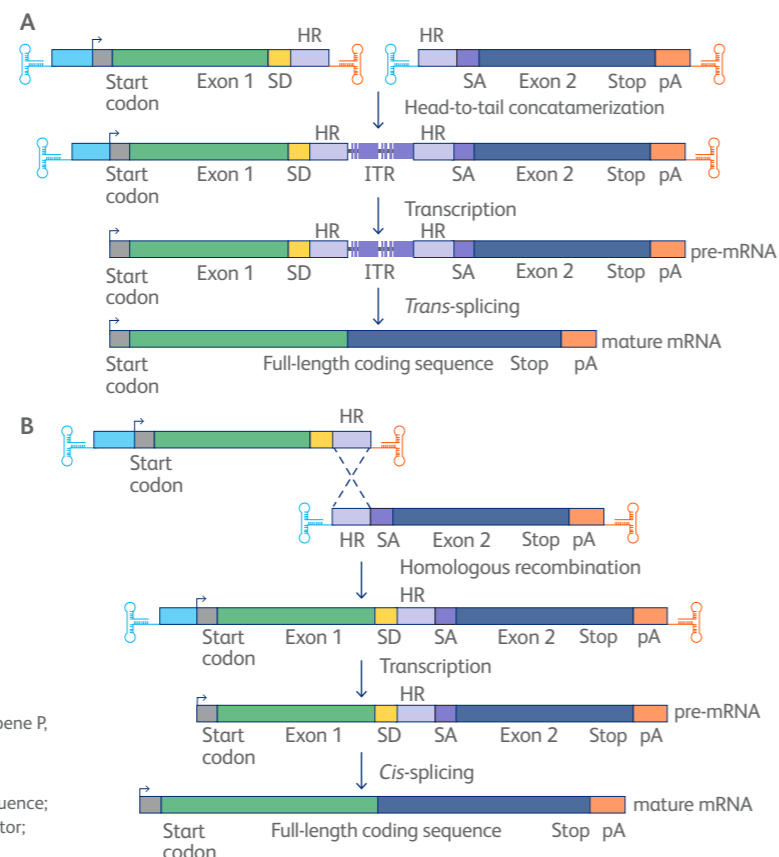 A
HR
HR
Start
codon
Exon 1
SD
SA
Exon 2
Stop
pA
Head-to-tail concatamerization
HR
HR
Start
codon
Exon 1
SD
ITR
SA
Exon 2
Stop
pA
Transcription
HR
HR
pre-mRNA
Start
codon
Exon 1
SD
ITR
SA
Exon 2
Stop
pA
Trans-splicing
mature mRNA
Start
codon
Full-length coding sequence
Stop
pA
B
HR
Start
codon
HR
SA
Exon 2
Stop
pA
Homologous recombination
HR
Start
codon
Exon 1
SD
SA
Exon 2
Stop
pA
Transcription
HR
pre-mRNA
Start
codon
Exon 1
SD
SA
Exon 2
Stop
pA
bene P,
Cis-splicing
quence;
tor;
mature mRNA
Start
codon
Full-length coding sequence
Stop
pA